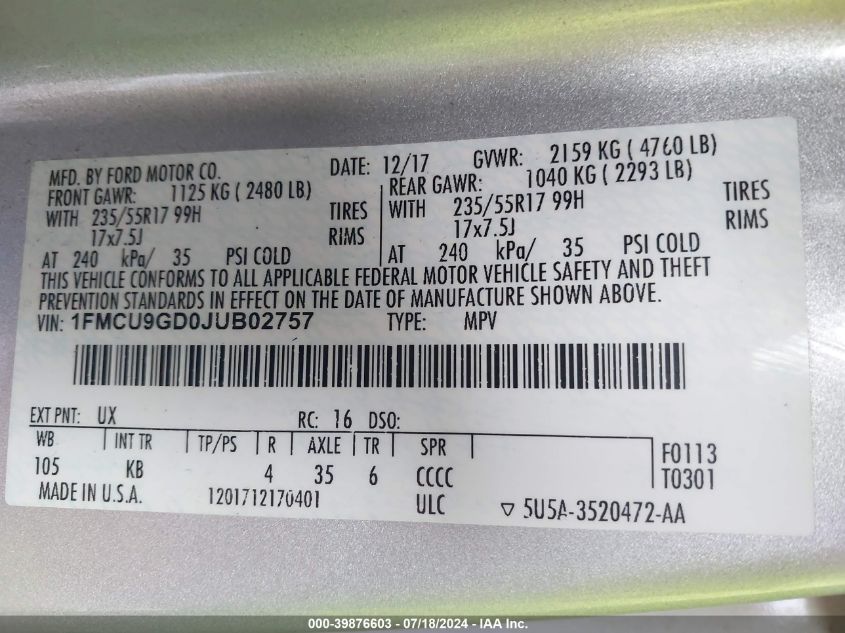 MFD. BY FORD MOTOR CO. DATE: 12/17 GVWR: 2159 KG ( 4760 LB)
FRONT GAWR: 1125 KG ( 2480 LB) REAR GAWR: 1040 KG ( 2293 LB)
WITH 235/55R17 99H TIRES WITH 235/55R17 99H TIRES
17x7.5J RIMS 17x7.5J RIMS
AT 240 kPa/ 35 PSI COLD AT 240 kPa/ 35 PSI COLD
THIS VEHICLE CONFORMS TO ALL APPLICABLE FEDERAL MOTOR VEHICLE SAFETY AND THEFT
PREVENTION STANDARDS IN EFFECT ON THE DATE OF MANUFACTURE SHOWN ABOVE.
VIN: 1FMCU9GD0JUB02757 TYPE: MPV
EXT PNT: UX RC: 16 DSO:
WB INT TR TP/PS R AXLE TR SPR F0113
105 KB 4 35 6 CCCC T0301
MADE IN U.S.A. 1201712170401 ULC ▽ 5U5A-3520472-AA
000-39876603 - 07/18/2024 - IAA Inc.